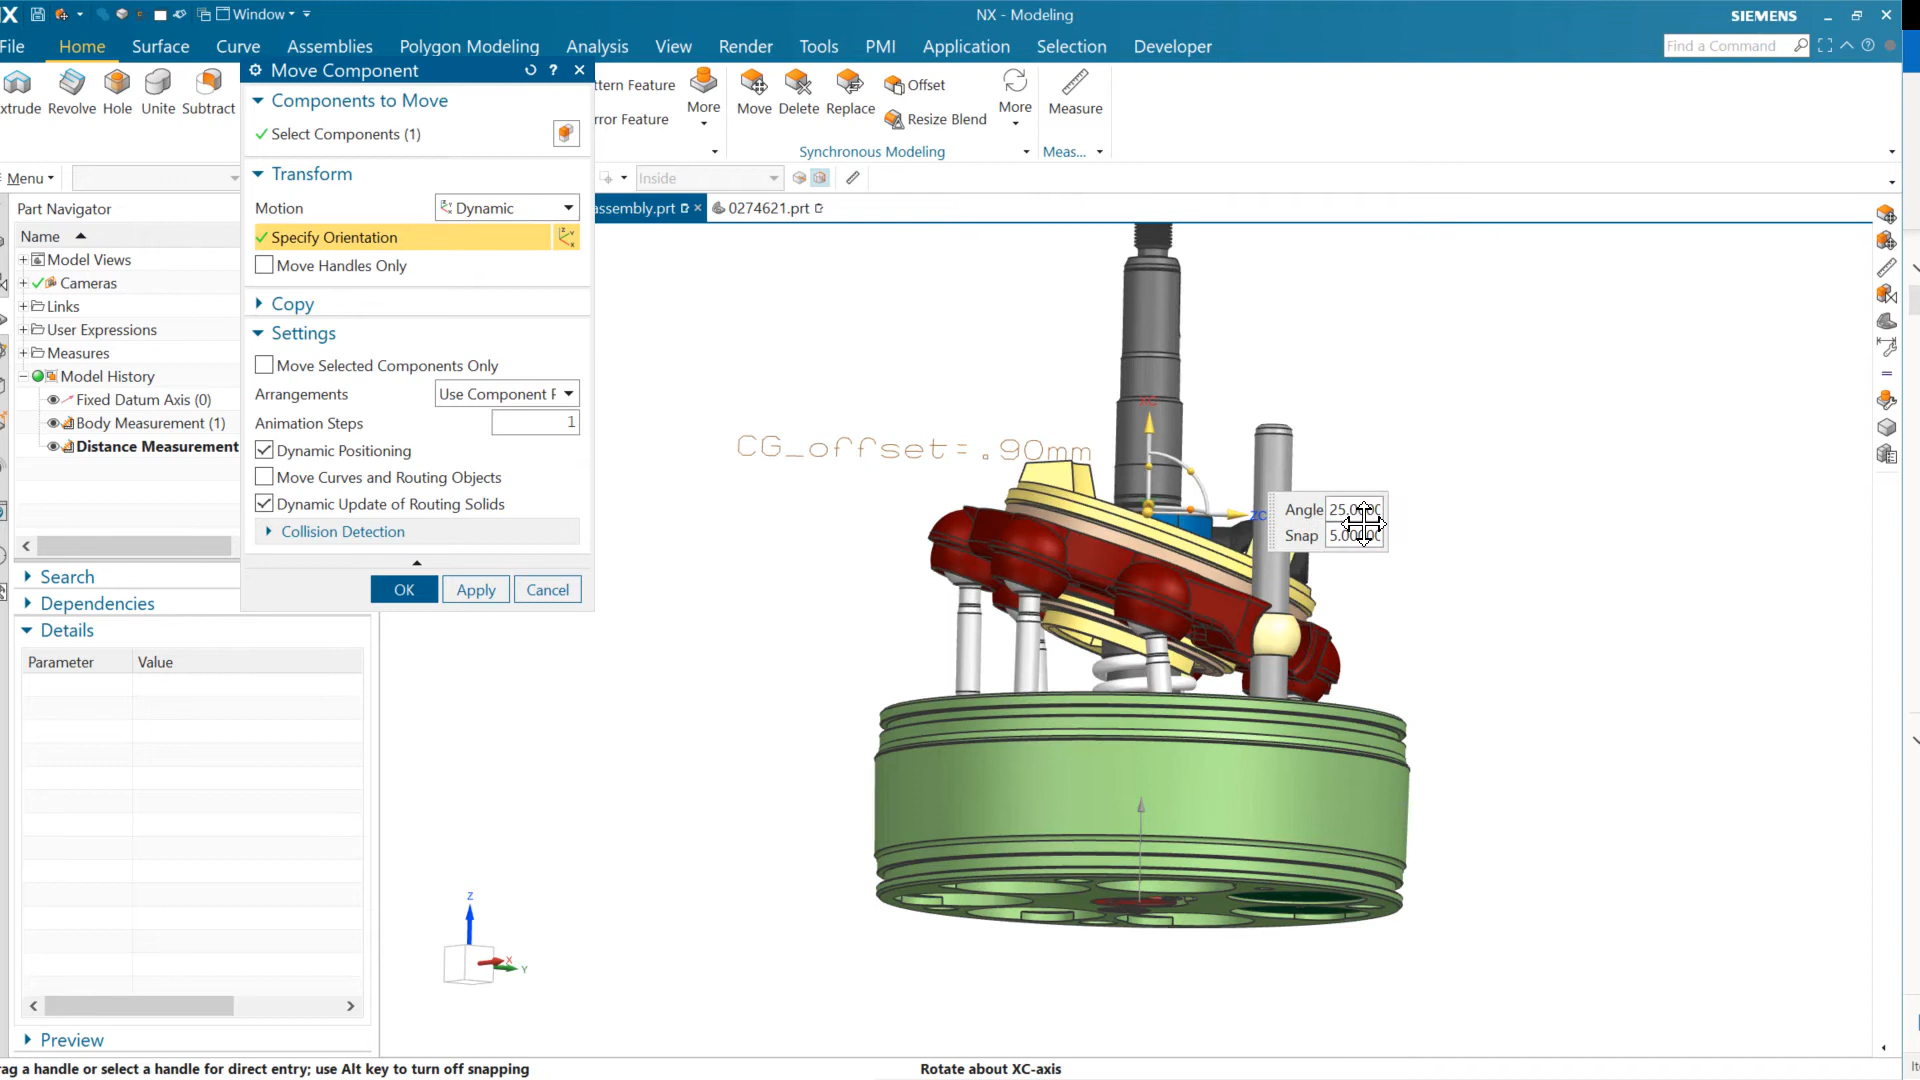 NX
Window
NX - Modeling
SIEMENS
File
Home
Surface
Curve
Assemblies
Polygon Modeling
Analysis
View
Render
Tools
PMI
Application
Selection
Developer
Find a Command
xtrude
Revolve
Hole
Unite
Subtract
ttern Feature
rror Feature
More
Move
Delete
Replace
Offset
Resize Blend
More
Measure
Synchronous Modeling
Meas...
Menu
Inside
assembly.prt
0274621.prt
Move Component
Components to Move
Select Components (1)
Transform
Motion
Dynamic
Specify Orientation
Move Handles Only
Copy
Settings
Move Selected Components Only
Arrangements
Use Component P
Animation Steps
1
Dynamic Positioning
Move Curves and Routing Objects
Dynamic Update of Routing Solids
Collision Detection
OK
Apply
Cancel
Part Navigator
Name
Model Views
Cameras
Links
User Expressions
Measures
Model History
Fixed Datum Axis (0)
Body Measurement (1)
Distance Measurement
Search
Dependencies
Details
Parameter
Value
Preview
CG_offset=.90mm
XC
ZC
Angle
Snap
Z
X
Y
ag a handle or select a handle for direct entry; use Alt key to turn off snapping
Rotate about XC-axis